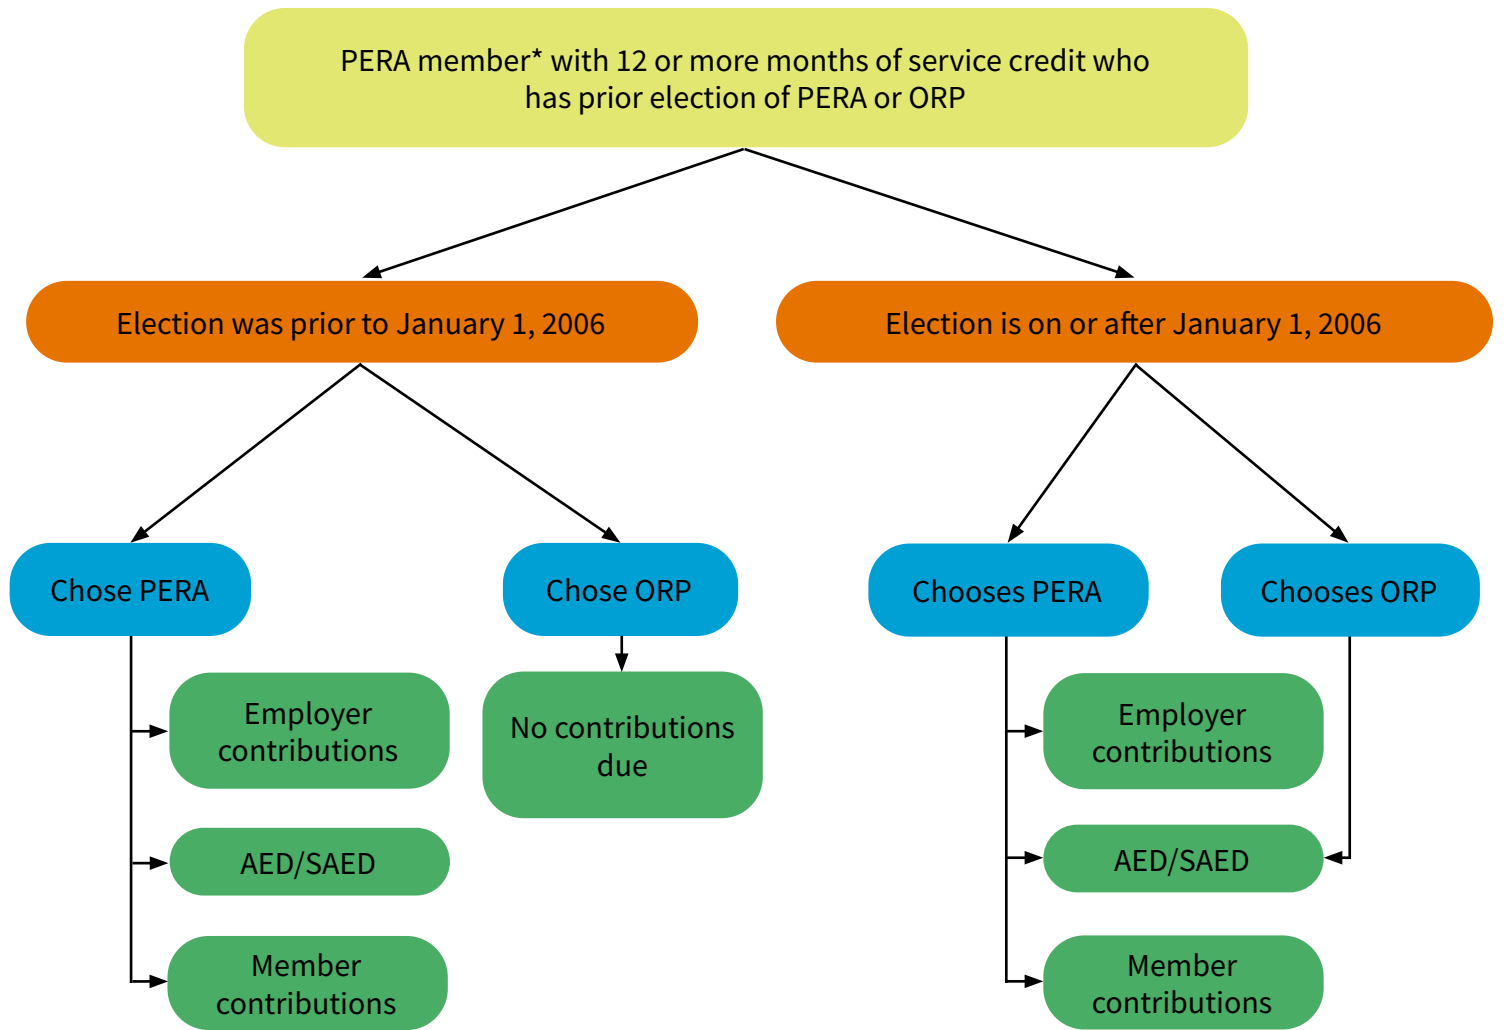 PERA member* with 12 or more months of service credit who
has prior election of PERA or ORP
Election was prior to January 1, 2006
Election is on or after January 1, 2006
Chose PERA
Chose ORP
Chooses PERA
Chooses ORP
Employer
contributions
No contributions
due
Employer
contributions
AED/SAED
AED/SAED
Member
contributions
Member
contributions